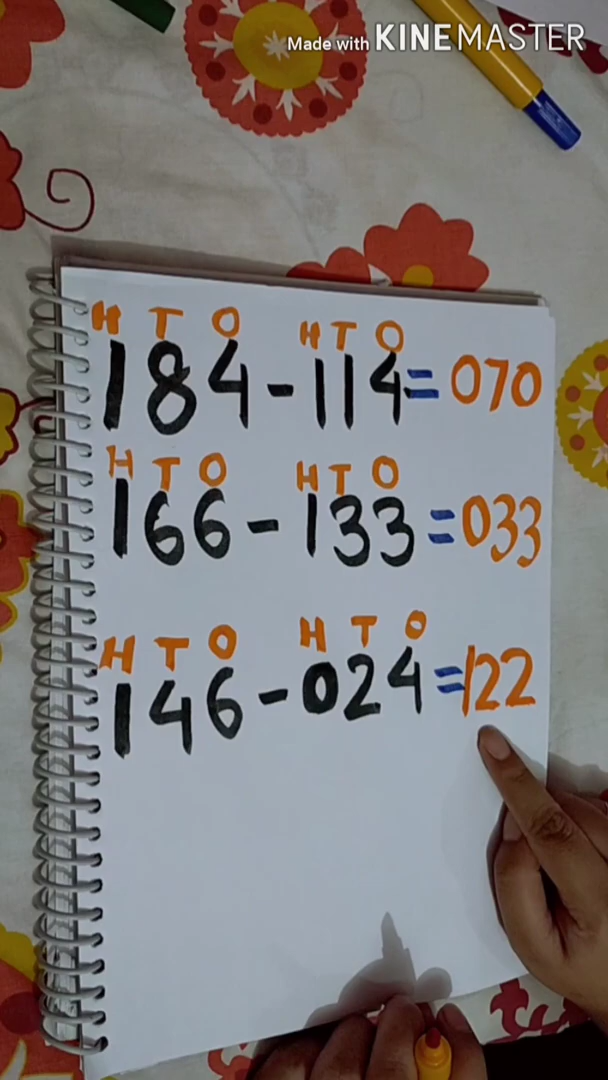 Made with KINEMASTER
H T O H T O
184-114=070
H T O H T O
166-133=033
H T O H T O
146-024=122